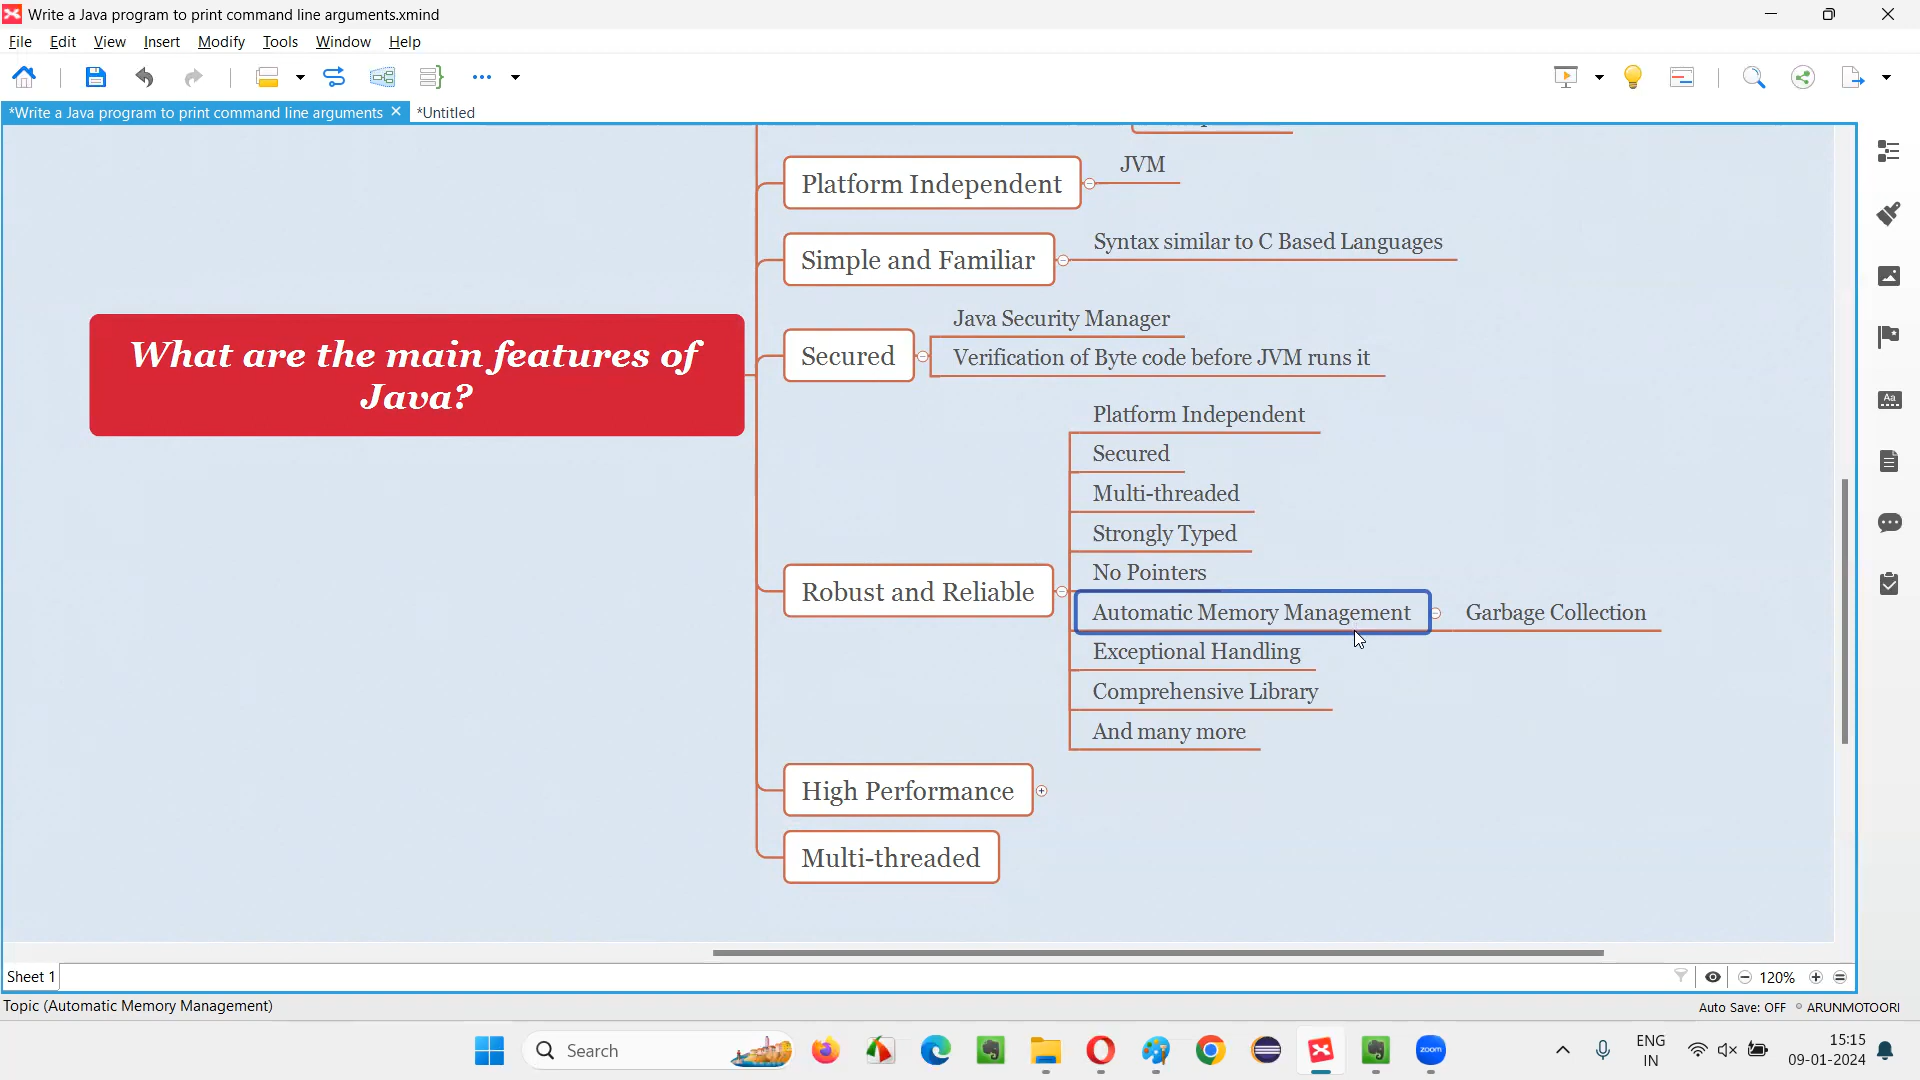 Write a Java program to print command line arguments.xmind
File Edit View Insert Modify Tools Window Help
*Write a Java program to print command line arguments *Untitled
Platform Independent
JVM
Simple and Familiar
Syntax similar to C Based Languages
What are the main features of
Java?
Secured
Java Security Manager
Verification of Byte code before JVM runs it
Robust and Reliable
Platform Independent
Secured
Multi-threaded
Strongly Typed
No Pointers
Automatic Memory Management
Garbage Collection
Exceptional Handling
Comprehensive Library
And many more
High Performance
Multi-threaded
Sheet 1
120%
Topic (Automatic Memory Management)
Auto Save: OFF ARUNMOTOORI
Search
zoom
ENG
IN
15:15
09-01-2024